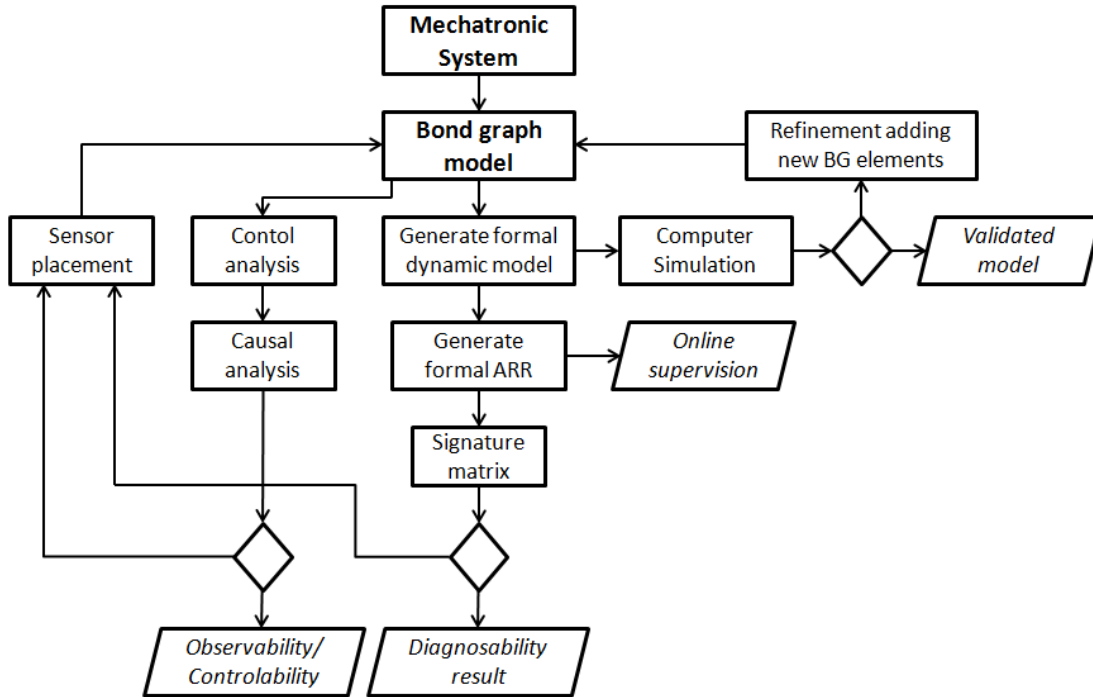 Mechatronic
System
Bond graph
model
Refinement adding
new BG elements
Sensor
placement
Contol
analysis
Generate formal
dynamic model
Computer
Simulation
Validated
model
Causal
analysis
Generate
formal ARR
Online
supervision
Signature
matrix
Observability/
Controlability
Diagnosability
result